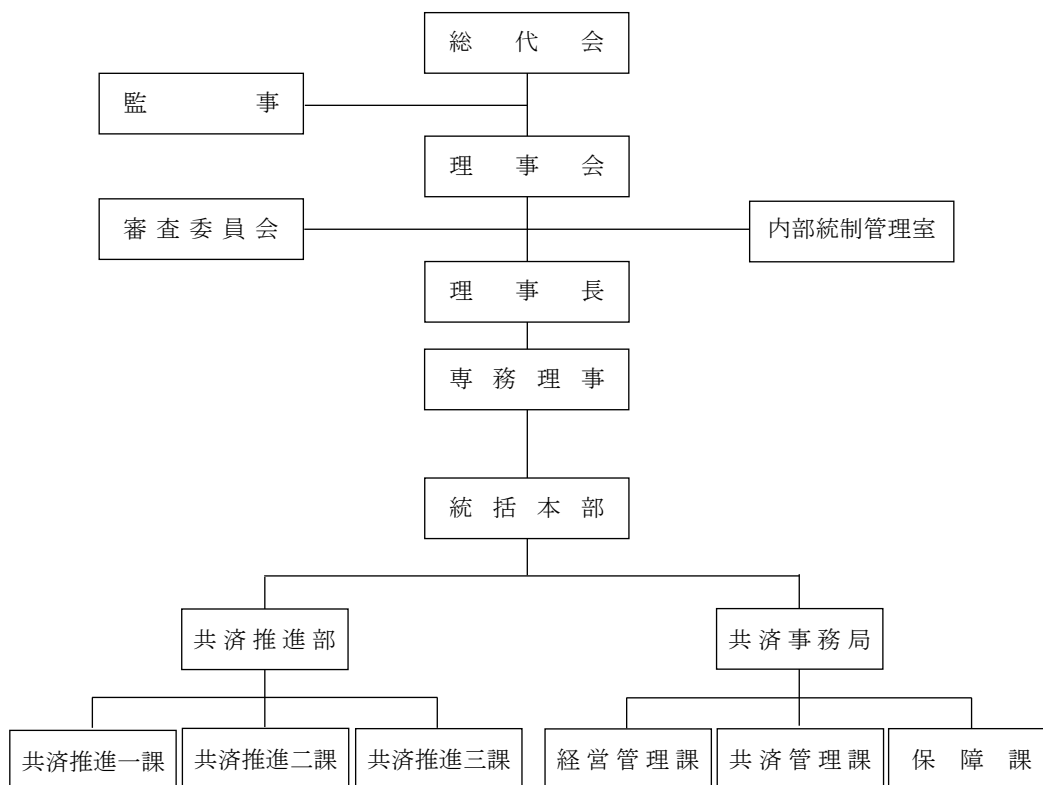 総代会
監事
理事会
審査委員会
内部統制管理室
理事長
専務理事
統括本部
共済推進部
共済事務局
共済推進一課
共済推進二課
共済推進三課
経営管理課
共済管理課
保障課